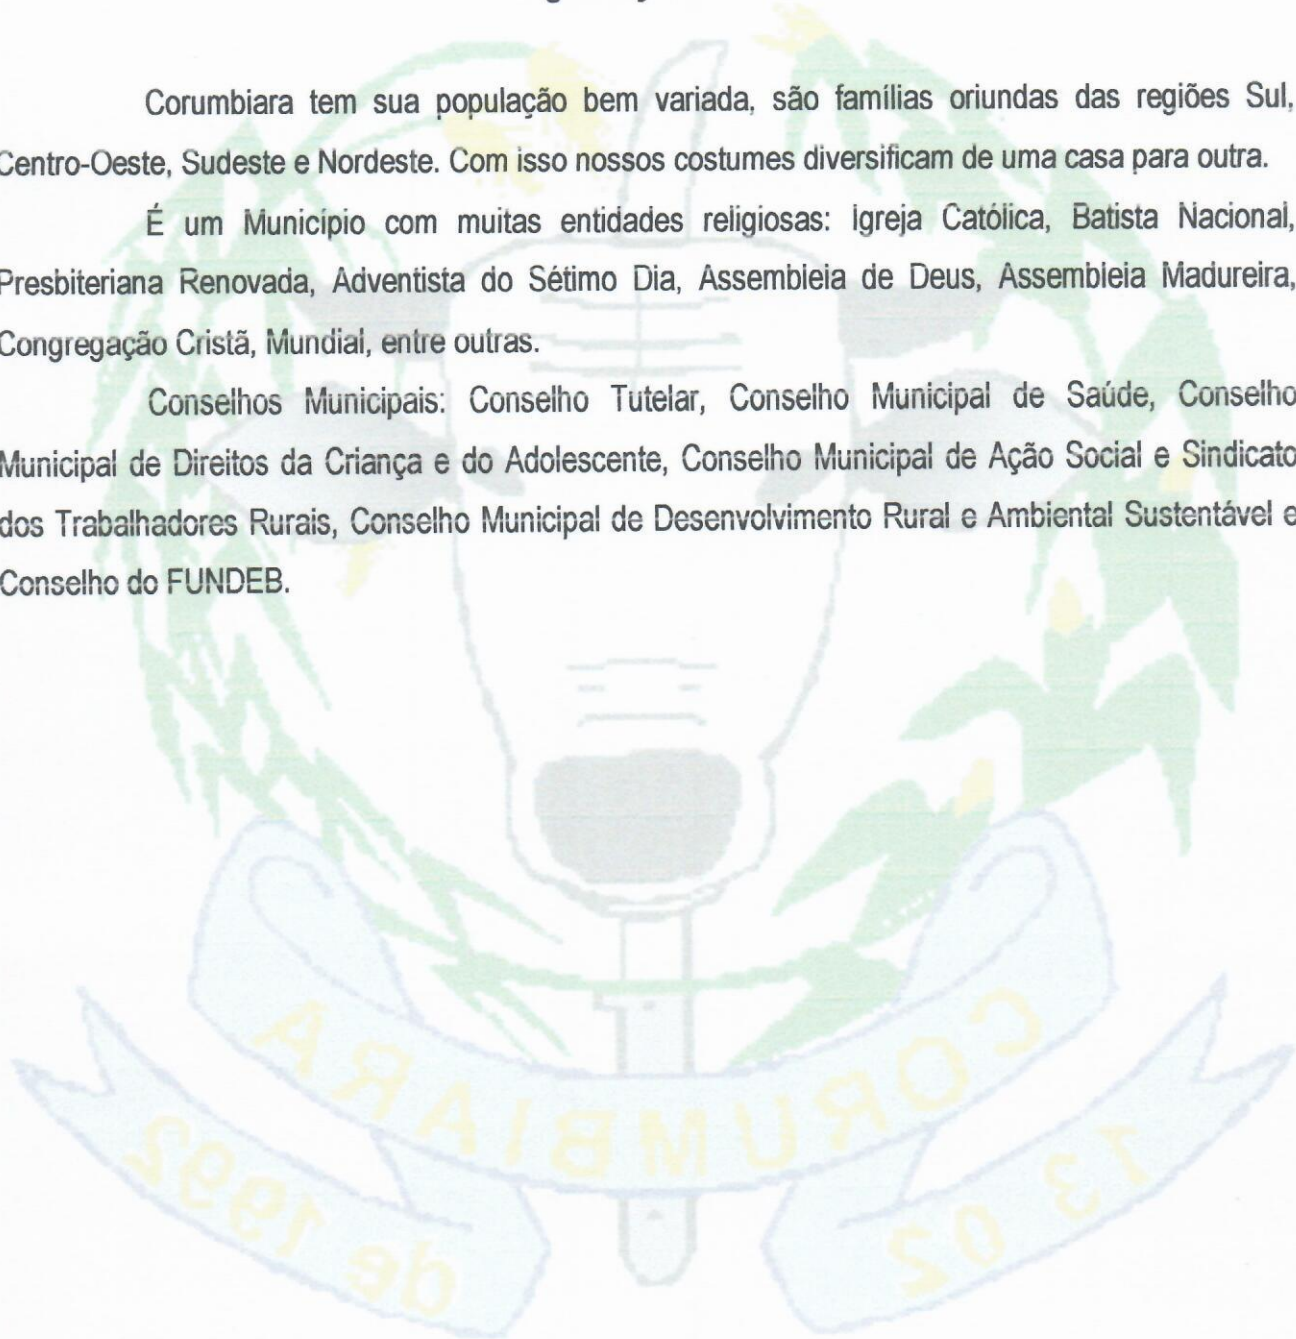 Corumbiara tem sua população bem variada, são famílias oriundas das regiões Sul,
Centro-Oeste, Sudeste e Nordeste. Com isso nossos costumes diversificam de uma casa para outra.
É um Município com muitas entidades religiosas: Igreja Católica, Batista Nacional,
Presbiteriana Renovada, Adventista do Sétimo Dia, Assembleia de Deus, Assembleia Madureira,
Congregação Cristã, Mundial, entre outras.
Conselhos Municipais: Conselho Tutelar, Conselho Municipal de Saúde, Conselho
Municipal de Direitos da Criança e do Adolescente, Conselho Municipal de Ação Social e Sindicato
dos Trabalhadores Rurais, Conselho Municipal de Desenvolvimento Rural e Ambiental Sustentável e
Conselho do FUNDEB.
CORUMBIARA
13 02
de 1992